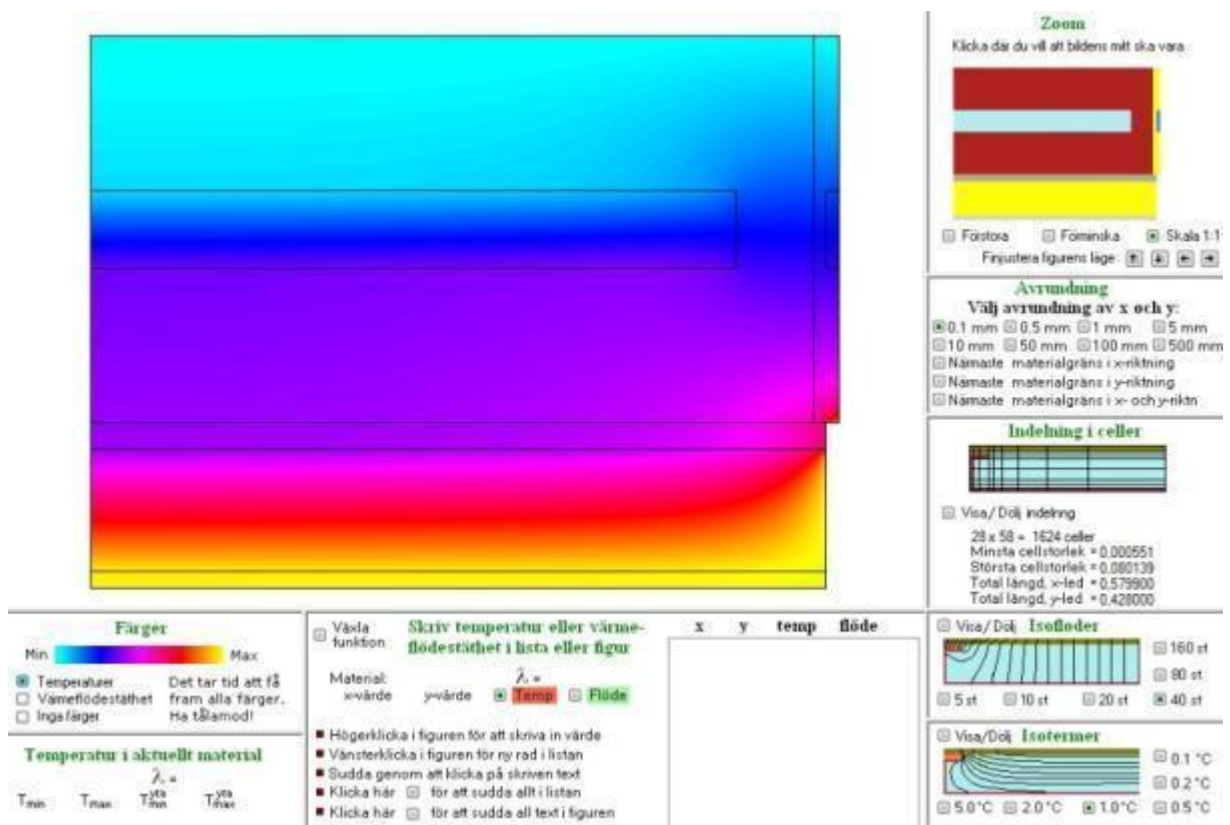 Zoom
Klicka där du vill att bildens mitt ska vara
Förstora Förminska Skala 1:1
Finjustera figurens läge
Avrundning
Välj avrundning av x och y:
0.1 mm 0.5 mm 1 mm 5 mm
10 mm 50 mm 100 mm 500 mm
Närmaste materialgräns i x-riktning
Närmaste materialgräns i y-riktning
Närmaste materialgräns i x- och y-riktn
Indelning i celler
Visa/Dölj indelning
28 x 58 = 1624 celler
Minsta cellstorlek = 0.000551
Största cellstorlek = 0.080139
Total längd, x-led = 0.579900
Total längd, y-led = 0.428000
Färger
Min Max
Temperaturer
Värmeflödestäthet
Inga färger
Det tar tid att få
fram alla färger.
Ha tålamod!
Temperatur i aktuellt material
λ =
Tmin Tmax Tmin yta Tmax yta
Växla
funktion
Skriv temperatur eller värme-
flödestäthet i lista eller figur
Material: λ =
x-värde y-värde Temp Flöde
Högerklicka i figuren för att skriva in värde
Vänsterklicka i figuren för ny rad i listan
Sudda genom att klicka på skriven text
Klicka här för att sudda allt i listan
Klicka här för att sudda all text i figuren
x y temp flöde
Visa/Dölj Isoflöder
160 st
80 st
5 st 10 st 20 st 40 st
Visa/Dölj Isotermer
0.1 °C
0.2 °C
5.0 °C 2.0 °C 1.0 °C 0.5 °C